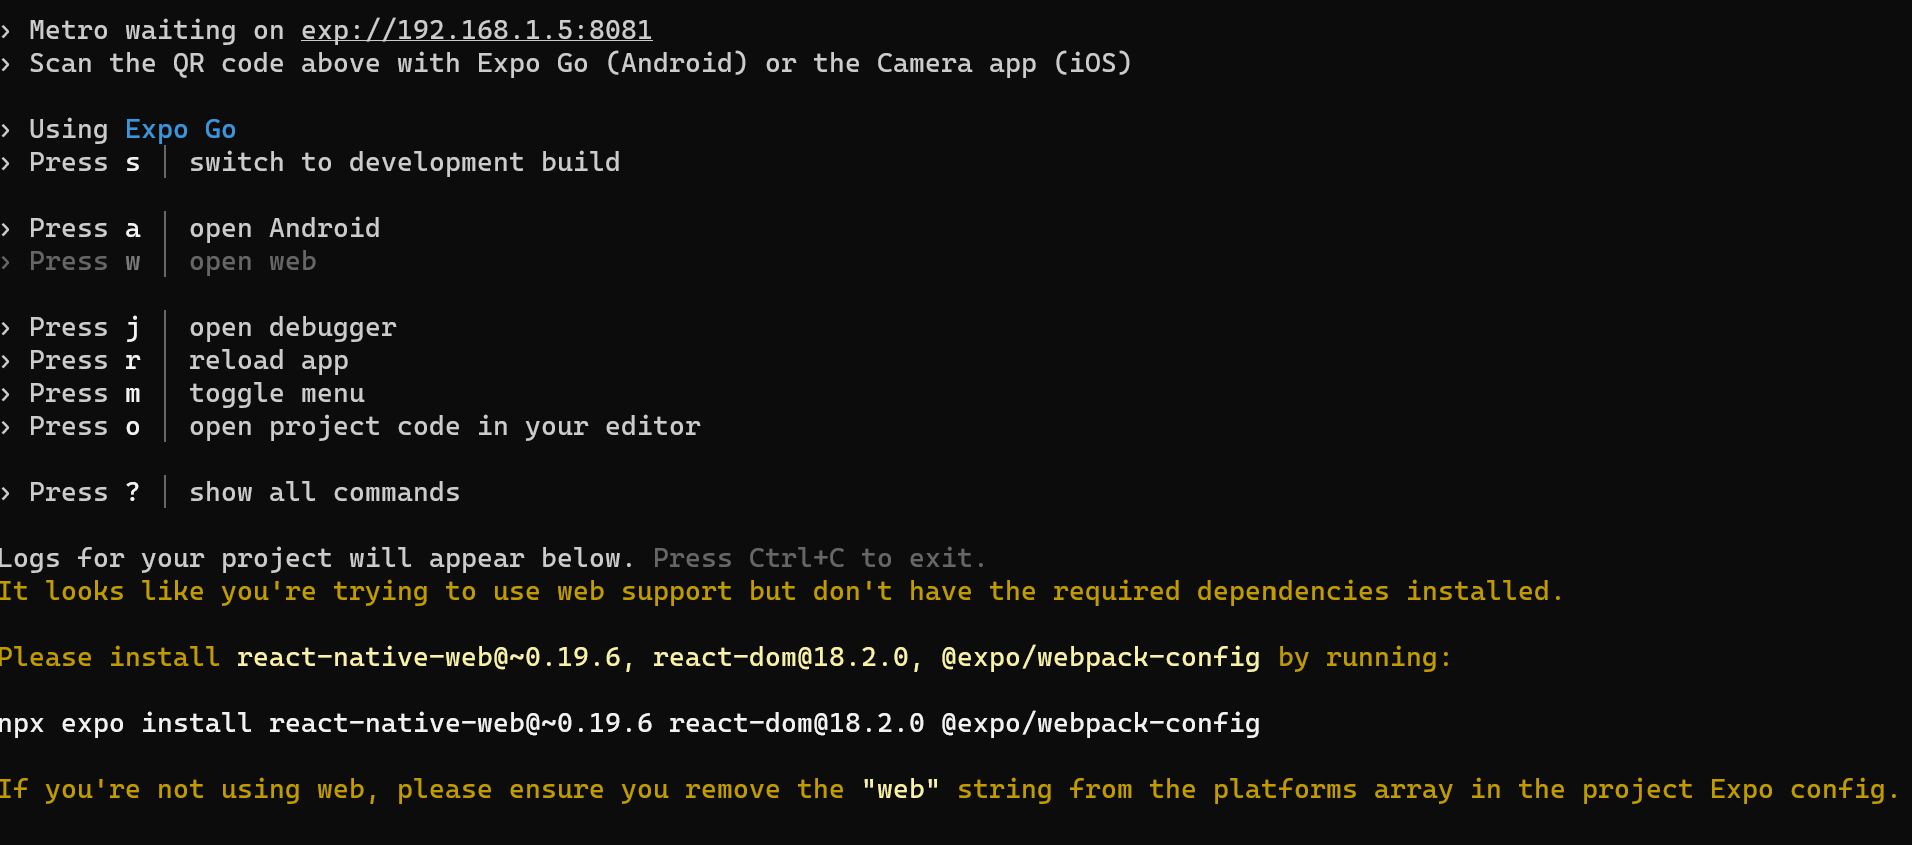 › Metro waiting on exp://192.168.1.5:8081
› Scan the QR code above with Expo Go (Android) or the Camera app (iOS)
› Using Expo Go
› Press s │ switch to development build
› Press a │ open Android
› Press w │ open web
› Press j │ open debugger
› Press r │ reload app
› Press m │ toggle menu
› Press o │ open project code in your editor
› Press ? │ show all commands
Logs for your project will appear below. Press Ctrl+C to exit.
It looks like you're trying to use web support but don't have the required dependencies installed.
Please install react-native-web@~0.19.6, react-dom@18.2.0, @expo/webpack-config by running:
npx expo install react-native-web@~0.19.6 react-dom@18.2.0 @expo/webpack-config
If you're not using web, please ensure you remove the "web" string from the platforms array in the project Expo config.